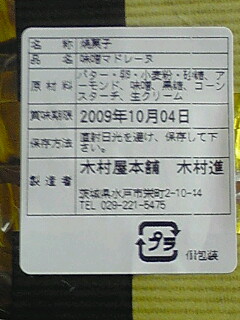 名称 焼菓子
品名 味噌マドレーヌ
原材料 バター・卵・小麦粉・砂糖、ア
ーモンド、味噌、黒糖、コーン
スターチ、生クリーム
賞味期限 2009年10月04日
保存方法 直射日光を避け、保存して下
さい。
製造者 木村屋本舗 木村進
茨城県水戸市栄町2-10-14
TEL 029-221-5475
プラ
個包装